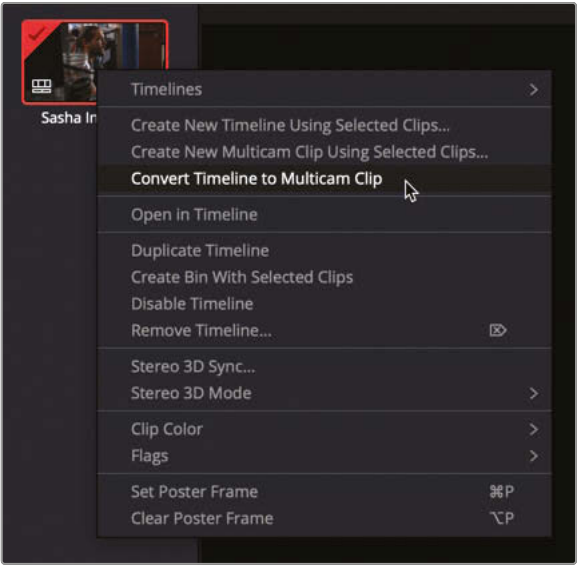 Sasha In
Timelines >
Create New Timeline Using Selected Clips...
Create New Multicam Clip Using Selected Clips...
Convert Timeline to Multicam Clip
Open in Timeline
Duplicate Timeline
Create Bin With Selected Clips
Disable Timeline
Remove Timeline... ⌦
Stereo 3D Sync...
Stereo 3D Mode >
Clip Color >
Flags >
Set Poster Frame ⌘P
Clear Poster Frame ⌥P